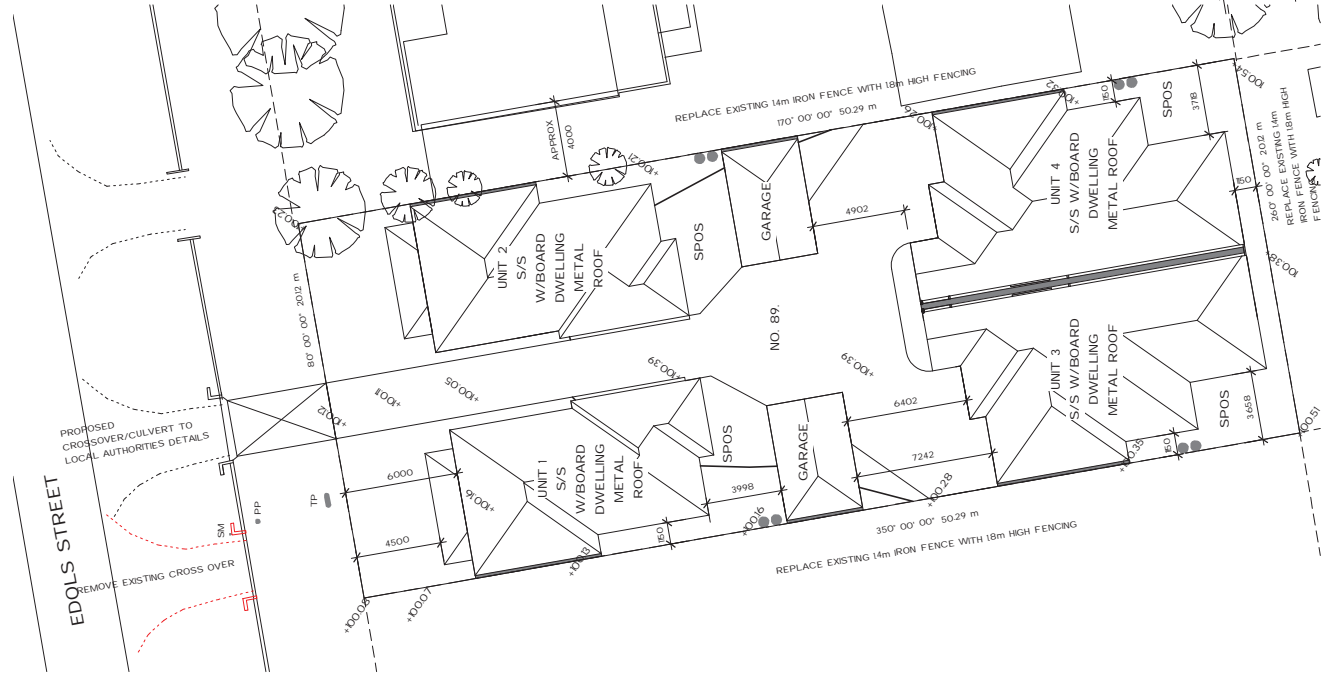 REPLACE EXISTING 1.4m IRON FENCE WITH 1.8m HIGH FENCING
170° 00' 00" 50.29 m
APPROX
4000
+100.21
+100.26
+100.32
1150
SPOS
3718
+100.54
260° 00' 00" 20.12 m
REPLACE EXISTING 1.4m
IRON FENCE WITH 1.8m HIGH
FENCING
1150
+100.38
100.23
80° 00' 00" 20.12 m
UNIT 2
S/S
W/BOARD
DWELLING
METAL
ROOF
SPOS
GARAGE
4902
UNIT 4
S/S W/BOARD
DWELLING
METAL ROOF
NO. 89.
+100.39
+100.39
+100.05
+100.11
+100.12
PROPOSED
CROSSOVER/CULVERT TO
LOCAL AUTHORITIES DETAILS
UNIT 3
S/S W/BOARD
DWELLING
METAL ROOF
SPOS
3658
+100.51
1150
+100.35
6402
7242
+100.28
GARAGE
SPOS
3998
+100.16
UNIT 1
S/S
W/BOARD
DWELLING
METAL
ROOF
+100.16
6000
4500
1150
+100.13
TP
PP
SM
EDOLS STREET
REMOVE EXISTING CROSS OVER
+100.07
350° 00' 00" 50.29 m
REPLACE EXISTING 1.4m IRON FENCE WITH 1.8m HIGH FENCING